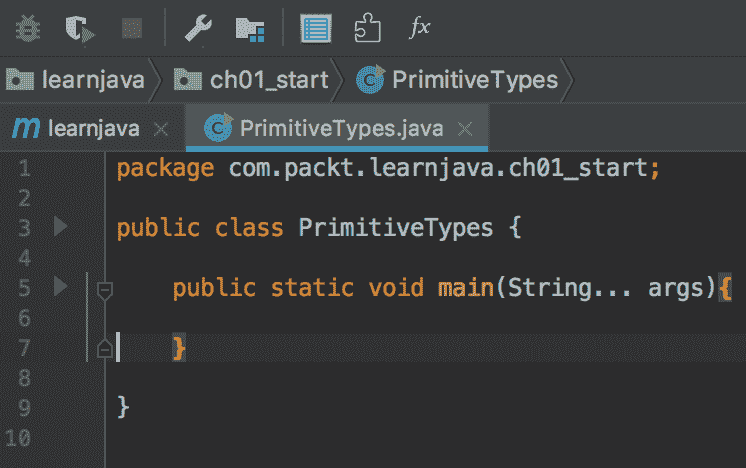 fx
learnjava ch01_start PrimitiveTypes
m learnjava × PrimitiveTypes.java ×
1 package com.packt.learnjava.ch01_start;
2
3 public class PrimitiveTypes {
4
5 public static void main(String... args){
6
7 }
8
9 }
10